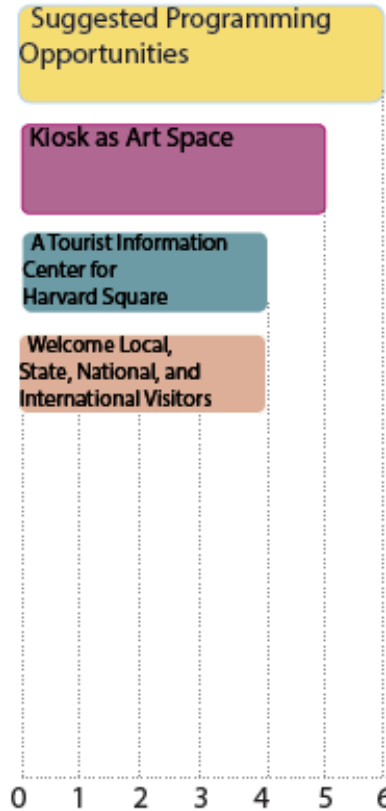 Suggested Programming
Opportunities
Kiosk as Art Space
A Tourist Information
Center for
Harvard Square
Welcome Local,
State, National, and
International Visitors
0 1 2 3 4 5 6